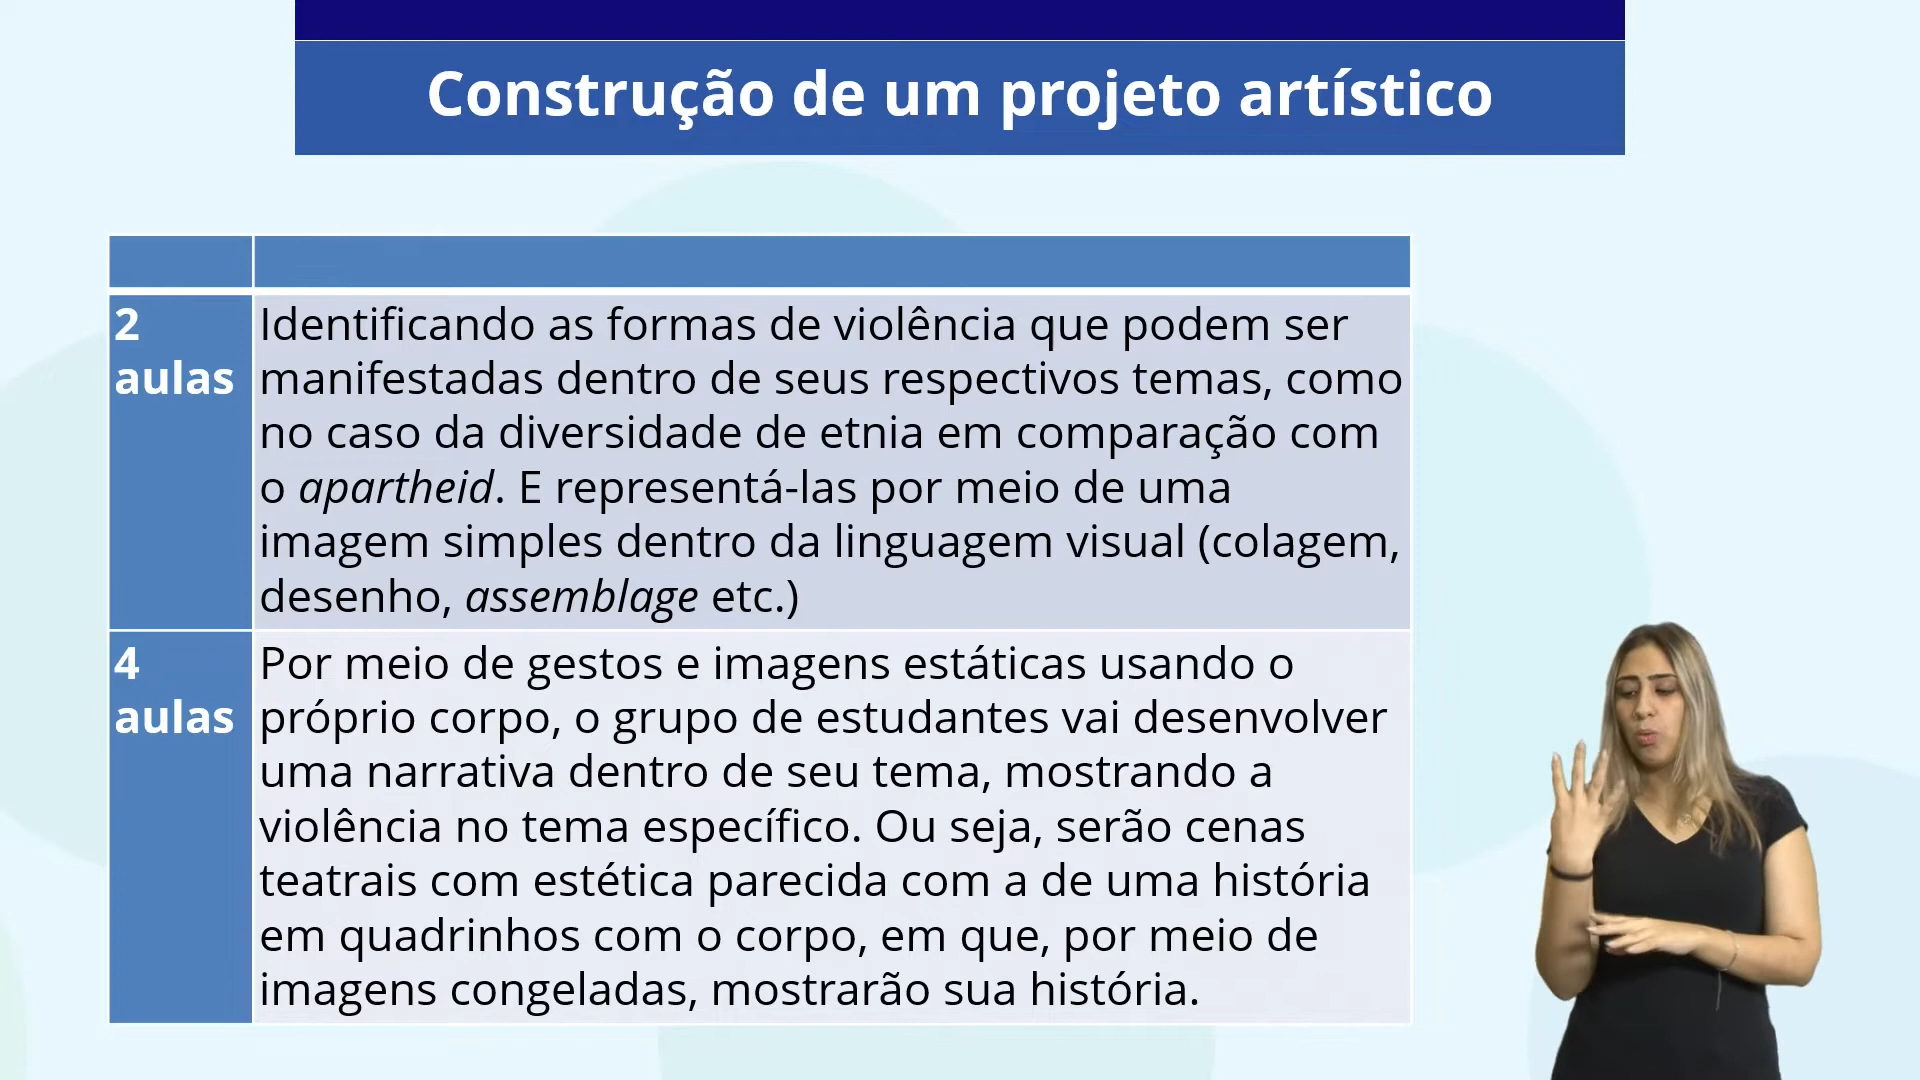 Construção de um projeto artístico
2
aulas
Identificando as formas de violência que podem ser
manifestadas dentro de seus respectivos temas, como
no caso da diversidade de etnia em comparação com
o apartheid. E representá-las por meio de uma
imagem simples dentro da linguagem visual (colagem,
desenho, assemblage etc.)
4
aulas
Por meio de gestos e imagens estáticas usando o
próprio corpo, o grupo de estudantes vai desenvolver
uma narrativa dentro de seu tema, mostrando a
violência no tema específico. Ou seja, serão cenas
teatrais com estética parecida com a de uma história
em quadrinhos com o corpo, em que, por meio de
imagens congeladas, mostrarão sua história.